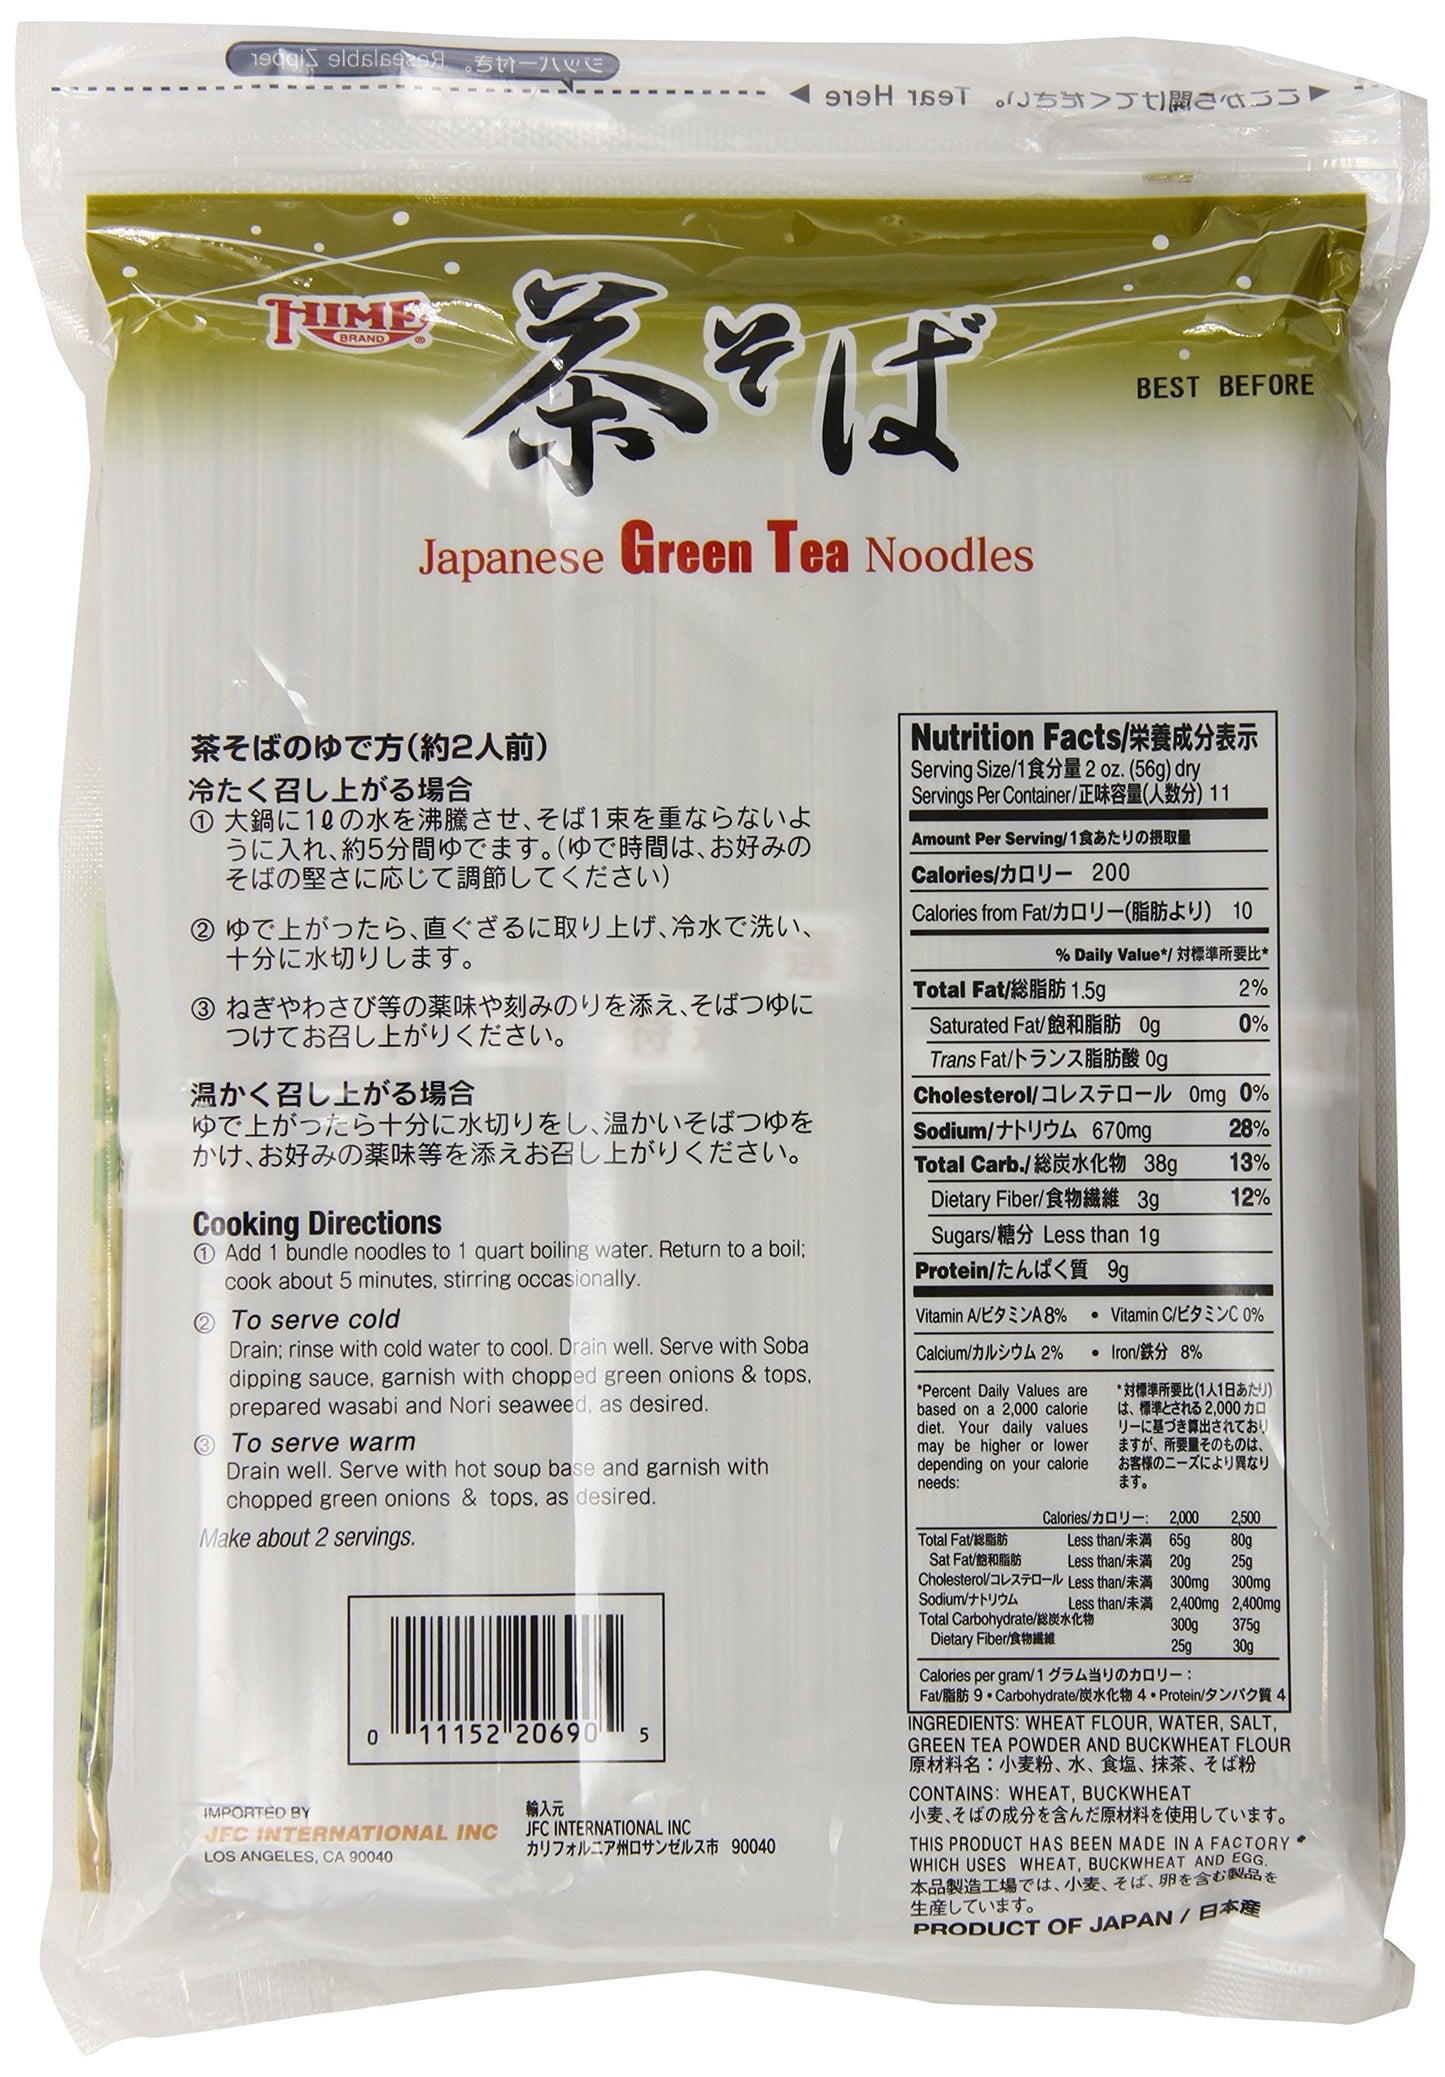 ジッパー付き。Resealable Zipper
ここから開けてください。Tear Here
HIME
BRAND
®
茶そば
BEST BEFORE
Japanese Green Tea Noodles
茶そばのゆで方(約2人前)
冷たく召し上がる場合
① 大鍋に1ℓの水を沸騰させ、そば1束を重ならないよ
うに入れ、約5分間ゆでます。(ゆで時間は、お好みの
そばの堅さに応じて調節してください)
② ゆで上がったら、直ぐざるに取り上げ、冷水で洗い、
十分に水切りします。
③ ねぎやわさび等の薬味や刻みのりを添え、そばつゆに
つけてお召し上がりください。
温かく召し上がる場合
ゆで上がったら十分に水切りをし、温かいそばつゆを
かけ、お好みの薬味等を添えお召し上がりください。
Cooking Directions
① Add 1 bundle noodles to 1 quart boiling water. Return to a boil;
cook about 5 minutes, stirring occasionally.
② To serve cold
Drain; rinse with cold water to cool. Drain well. Serve with Soba
dipping sauce, garnish with chopped green onions & tops,
prepared wasabi and Nori seaweed, as desired.
③ To serve warm
Drain well. Serve with hot soup base and garnish with
chopped green onions & tops, as desired.
Make about 2 servings.
0 11152 20690 5
IMPORTED BY
JFC INTERNATIONAL INC
LOS ANGELES, CA 90040
輸入元
JFC INTERNATIONAL INC
カリフォルニア州ロサンゼルス市 90040
Nutrition Facts/栄養成分表示
Serving Size/1食分量 2 oz. (56g) dry
Servings Per Container/正味容量(人数分) 11
Amount Per Serving/1食あたりの摂取量
Calories/カロリー 200
Calories from Fat/カロリー(脂肪より) 10
% Daily Value*/ 対標準所要比*
Total Fat/総脂肪 1.5g 2%
Saturated Fat/飽和脂肪 0g 0%
Trans Fat/トランス脂肪酸 0g
Cholesterol/コレステロール 0mg 0%
Sodium/ナトリウム 670mg 28%
Total Carb./総炭水化物 38g 13%
Dietary Fiber/食物繊維 3g 12%
Sugars/糖分 Less than 1g
Protein/たんぱく質 9g
Vitamin A/ビタミンA 8% • Vitamin C/ビタミンC 0%
Calcium/カルシウム 2% • Iron/鉄分 8%
*Percent Daily Values are
based on a 2,000 calorie
diet. Your daily values
may be higher or lower
depending on your calorie
needs:
*対標準所要比(1人1日あたり)
は、標準とされる 2,000 カロ
リーに基づき算出されており
ますが、所要量そのものは、
お客様のニーズにより異なり
ます。
Calories/カロリー: 2,000 2,500
Total Fat/総脂肪 Less than/未満 65g 80g
Sat Fat/飽和脂肪 Less than/未満 20g 25g
Cholesterol/コレステロール Less than/未満 300mg 300mg
Sodium/ナトリウム Less than/未満 2,400mg 2,400mg
Total Carbohydrate/総炭水化物 300g 375g
Dietary Fiber/食物繊維 25g 30g
Calories per gram/1 グラム当りのカロリー :
Fat/脂肪 9 • Carbohydrate/炭水化物 4 • Protein/タンパク質 4
INGREDIENTS: WHEAT FLOUR, WATER, SALT,
GREEN TEA POWDER AND BUCKWHEAT FLOUR
原材料名：小麦粉、水、食塩、抹茶、そば粉
CONTAINS: WHEAT, BUCKWHEAT
小麦、そばの成分を含んだ原材料を使用しています。
THIS PRODUCT HAS BEEN MADE IN A FACTORY
WHICH USES WHEAT, BUCKWHEAT AND EGG.
本品製造工場では、小麦、そば、卵を含む製品を
生産しています。
PRODUCT OF JAPAN / 日本産